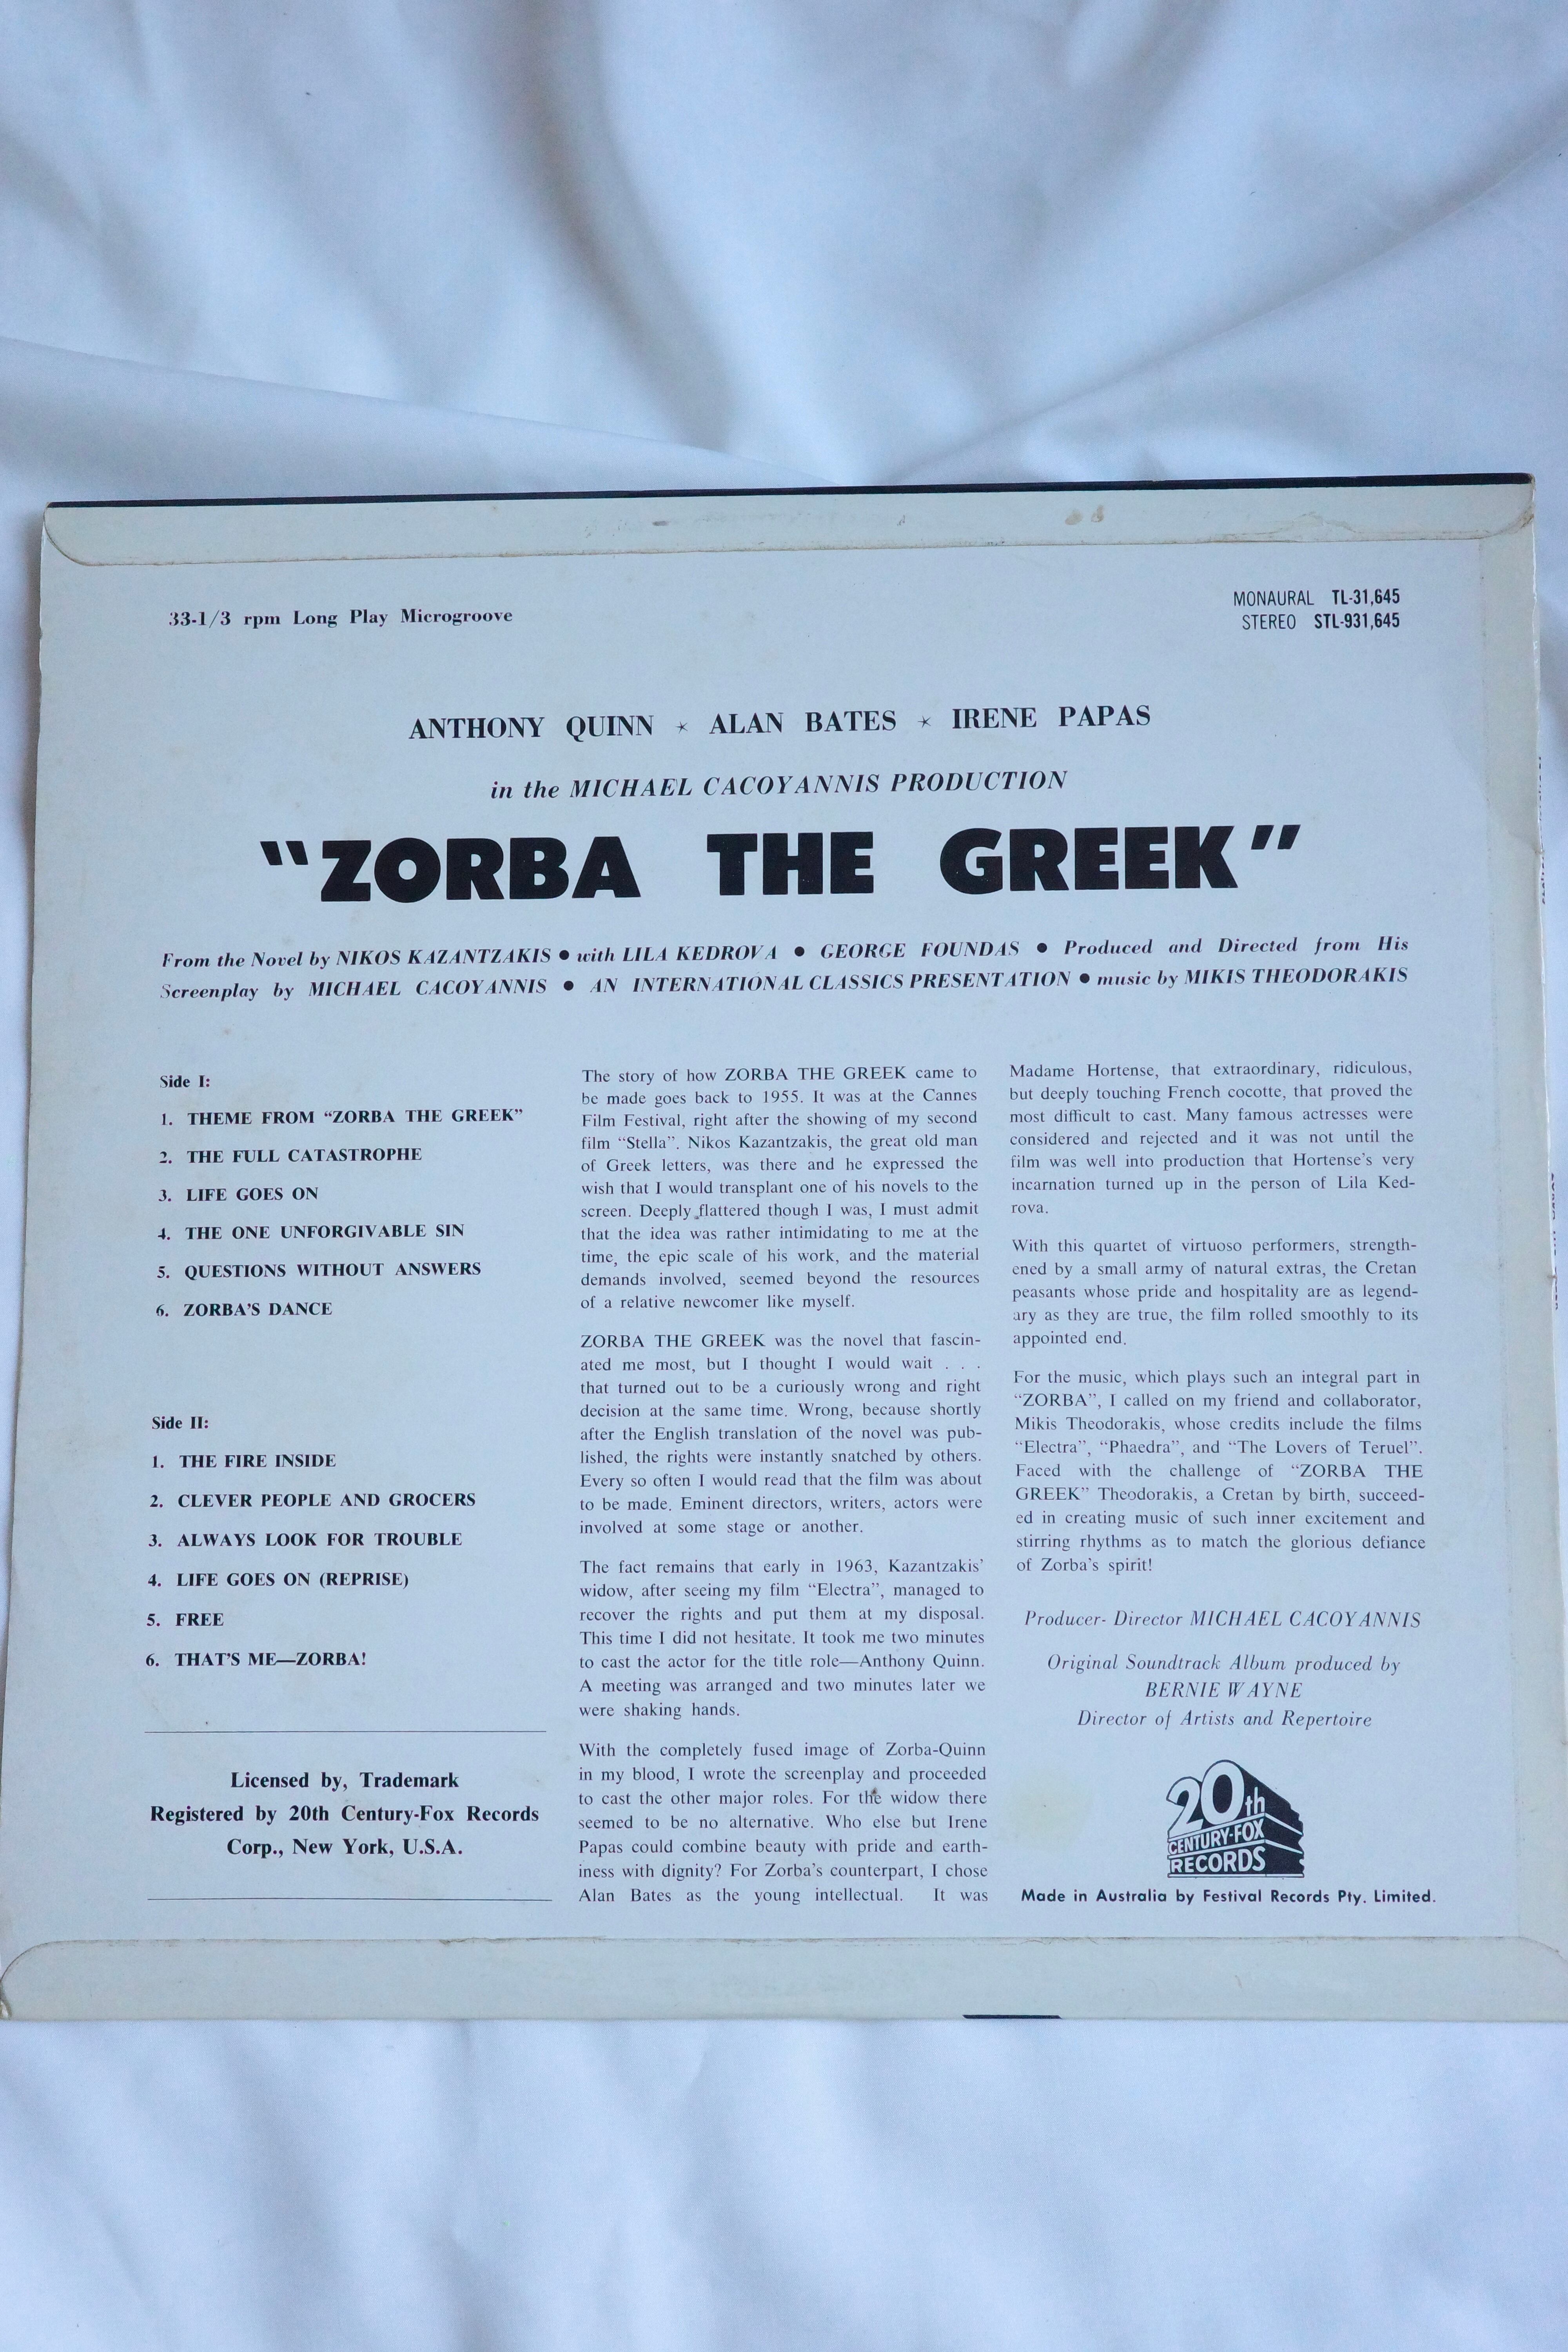 33-1/3 rpm Long Play Microgroove
MONAURAL TL-31,645
STEREO STL-931,645
ANTHONY QUINN ★ ALAN BATES ★ IRENE PAPAS
in the MICHAEL CACOYANNIS PRODUCTION
"ZORBA THE GREEK"
From the Novel by NIKOS KAZANTZAKIS ● with LILA KEDROVA ● GEORGE FOUNDAS ● Produced and Directed from His
Screenplay by MICHAEL CACOYANNIS ● AN INTERNATIONAL CLASSICS PRESENTATION ● music by MIKIS THEODORAKIS
Side I:
1. THEME FROM "ZORBA THE GREEK"
2. THE FULL CATASTROPHE
3. LIFE GOES ON
4. THE ONE UNFORGIVABLE SIN
5. QUESTIONS WITHOUT ANSWERS
6. ZORBA'S DANCE
Side II:
1. THE FIRE INSIDE
2. CLEVER PEOPLE AND GROCERS
3. ALWAYS LOOK FOR TROUBLE
4. LIFE GOES ON (REPRISE)
5. FREE
6. THAT'S ME—ZORBA!
Licensed by, Trademark
Registered by 20th Century-Fox Records
Corp., New York, U.S.A.
The story of how ZORBA THE GREEK came to
be made goes back to 1955. It was at the Cannes
Film Festival, right after the showing of my second
film "Stella". Nikos Kazantzakis, the great old man
of Greek letters, was there and he expressed the
wish that I would transplant one of his novels to the
screen. Deeply flattered though I was, I must admit
that the idea was rather intimidating to me at the
time, the epic scale of his work, and the material
demands involved, seemed beyond the resources
of a relative newcomer like myself.
ZORBA THE GREEK was the novel that fascin-
ated me most, but I thought I would wait . . .
that turned out to be a curiously wrong and right
decision at the same time. Wrong, because shortly
after the English translation of the novel was pub-
lished, the rights were instantly snatched by others.
Every so often I would read that the film was about
to be made. Eminent directors, writers, actors were
involved at some stage or another.
The fact remains that early in 1963, Kazantzakis'
widow, after seeing my film "Electra", managed to
recover the rights and put them at my disposal.
This time I did not hesitate. It took me two minutes
to cast the actor for the title role—Anthony Quinn.
A meeting was arranged and two minutes later we
were shaking hands.
With the completely fused image of Zorba-Quinn
in my blood, I wrote the screenplay and proceeded
to cast the other major roles. For the widow there
seemed to be no alternative. Who else but Irene
Papas could combine beauty with pride and earth-
iness with dignity? For Zorba's counterpart, I chose
Alan Bates as the young intellectual. It was
Madame Hortense, that extraordinary, ridiculous,
but deeply touching French cocotte, that proved the
most difficult to cast. Many famous actresses were
considered and rejected and it was not until the
film was well into production that Hortense's very
incarnation turned up in the person of Lila Ked-
rova.
With this quartet of virtuoso performers, strength-
ened by a small army of natural extras, the Cretan
peasants whose pride and hospitality are as legend-
ary as they are true, the film rolled smoothly to its
appointed end.
For the music, which plays such an integral part in
"ZORBA", I called on my friend and collaborator,
Mikis Theodorakis, whose credits include the films
"Electra", "Phaedra", and "The Lovers of Teruel".
Faced with the challenge of "ZORBA THE
GREEK" Theodorakis, a Cretan by birth, succeed-
ed in creating music of such inner excitement and
stirring rhythms as to match the glorious defiance
of Zorba's spirit!
Producer- Director MICHAEL CACOYANNIS
Original Soundtrack Album produced by
BERNIE WAYNE
Director of Artists and Repertoire
20th
CENTURY-FOX
RECORDS
Made in Australia by Festival Records Pty. Limited.